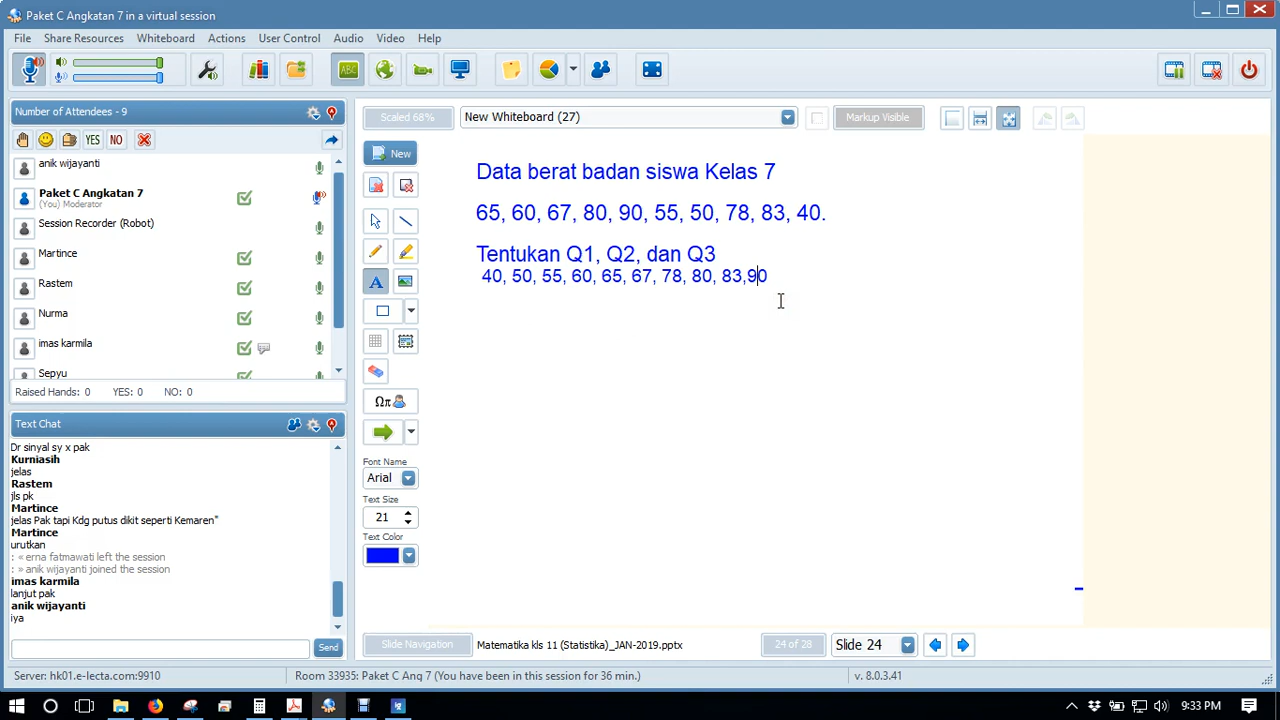 Paket C Angkatan 7 in a virtual session
File Share Resources Whiteboard Actions User Control Audio Video Help
ABC
Number of Attendees - 9
YES NO
anik wijayanti
Paket C Angkatan 7
(You) Moderator
Session Recorder (Robot)
Martince
Rastem
Nurma
imas karmila
Sepyu
Raised Hands: 0 YES: 0 NO: 0
Text Chat
Dr sinyal sy x pak
Kurniasih
jelas
Rastem
jls pk
Martince
jelas Pak tapi Kdg putus dikit seperti Kemaren"
Martince
urutkan
: « erna fatmawati left the session
: » anik wijayanti joined the session
imas karmila
lanjut pak
anik wijayanti
iya
Send
Scaled 68%
New Whiteboard (27)
Markup Visible
New
A
Ωπ
Font Name
Arial
Text Size
21
Text Color
Data berat badan siswa Kelas 7
65, 60, 67, 80, 90, 55, 50, 78, 83, 40.
Tentukan Q1, Q2, dan Q3
40, 50, 55, 60, 65, 67, 78, 80, 83,90
Slide Navigation
Matematika kls 11 (Statistika)_JAN-2019.pptx
24 of 28
Slide 24
Server: hk01.e-lecta.com:9910
Room 33935: Paket C Ang 7 (You have been in this session for 36 min.)
v. 8.0.3.41
9:33 PM